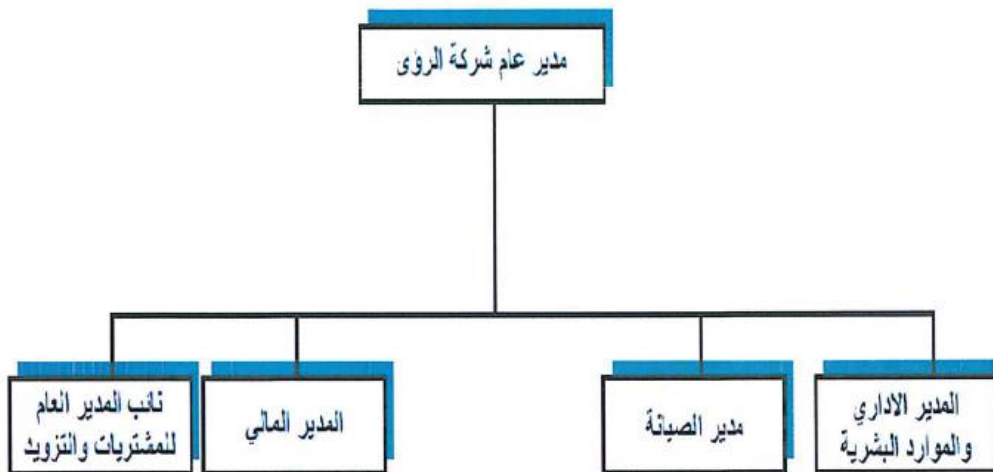 مدير عام شركة الرؤى
المدير الاداري
والموارد البشرية
مدير الصيانة
المدير المالي
نائب المدير العام
للمشتريات والتزويد